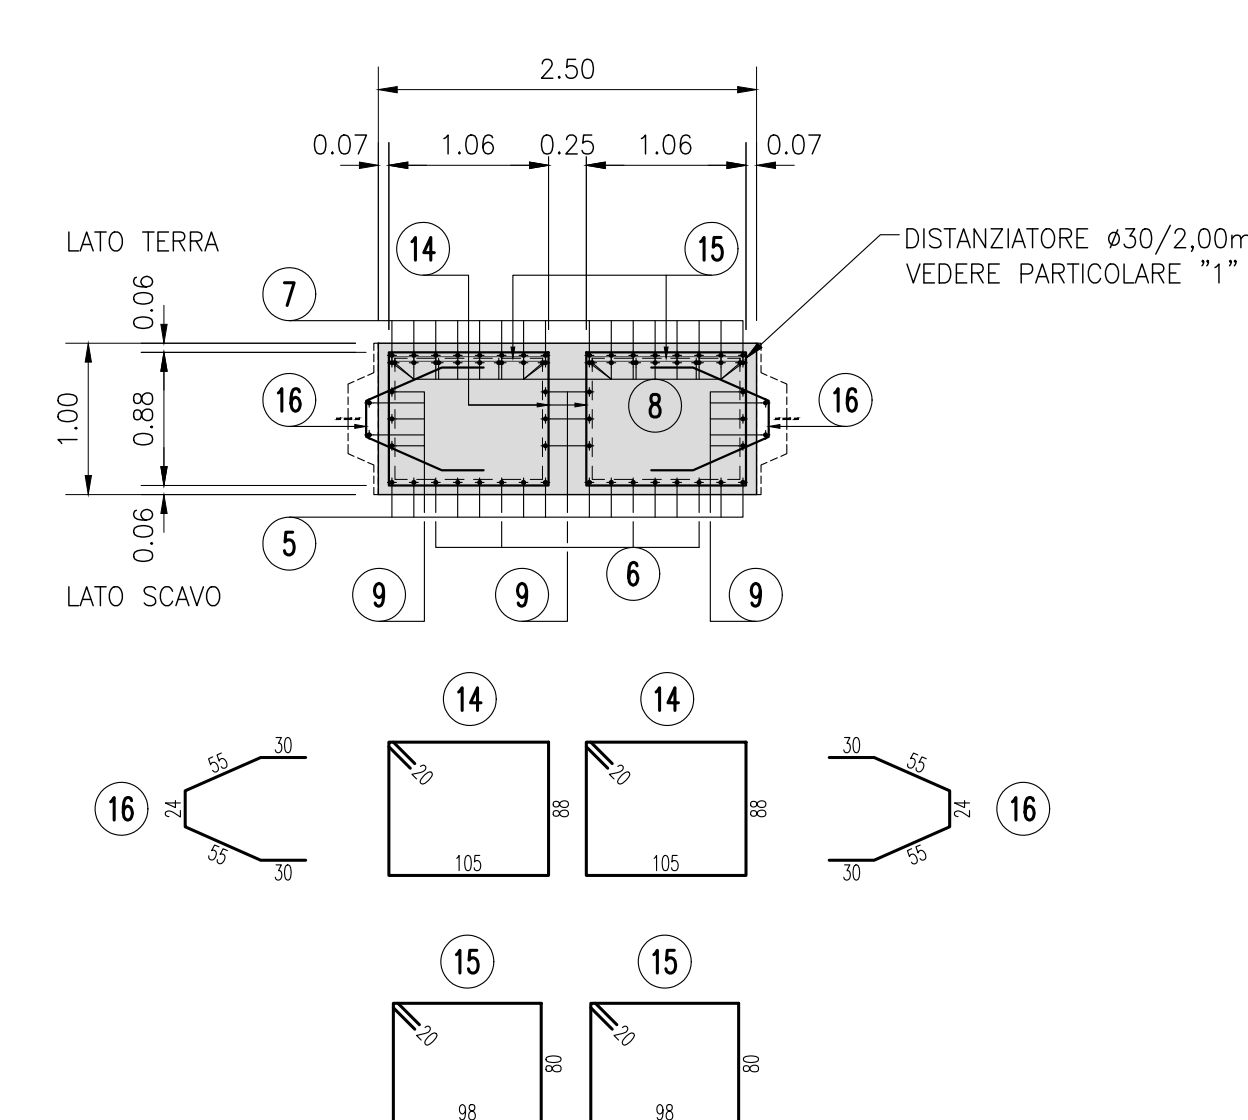 2.50
0.07 1.06 0.25 1.06 0.07
LATO TERRA
14 15
DISTANZIATORE ø30/2,00m
VEDERE PARTICOLARE "1"
7
0.06
16 8 16
1.00
0.88
0.06
5
6
LATO SCAVO
9 9 9
14 14
30 30
55 55
20 20
16 24 88 88 24 16
55 55
30 105 105 30
15 15
20 20
80 80
98 98